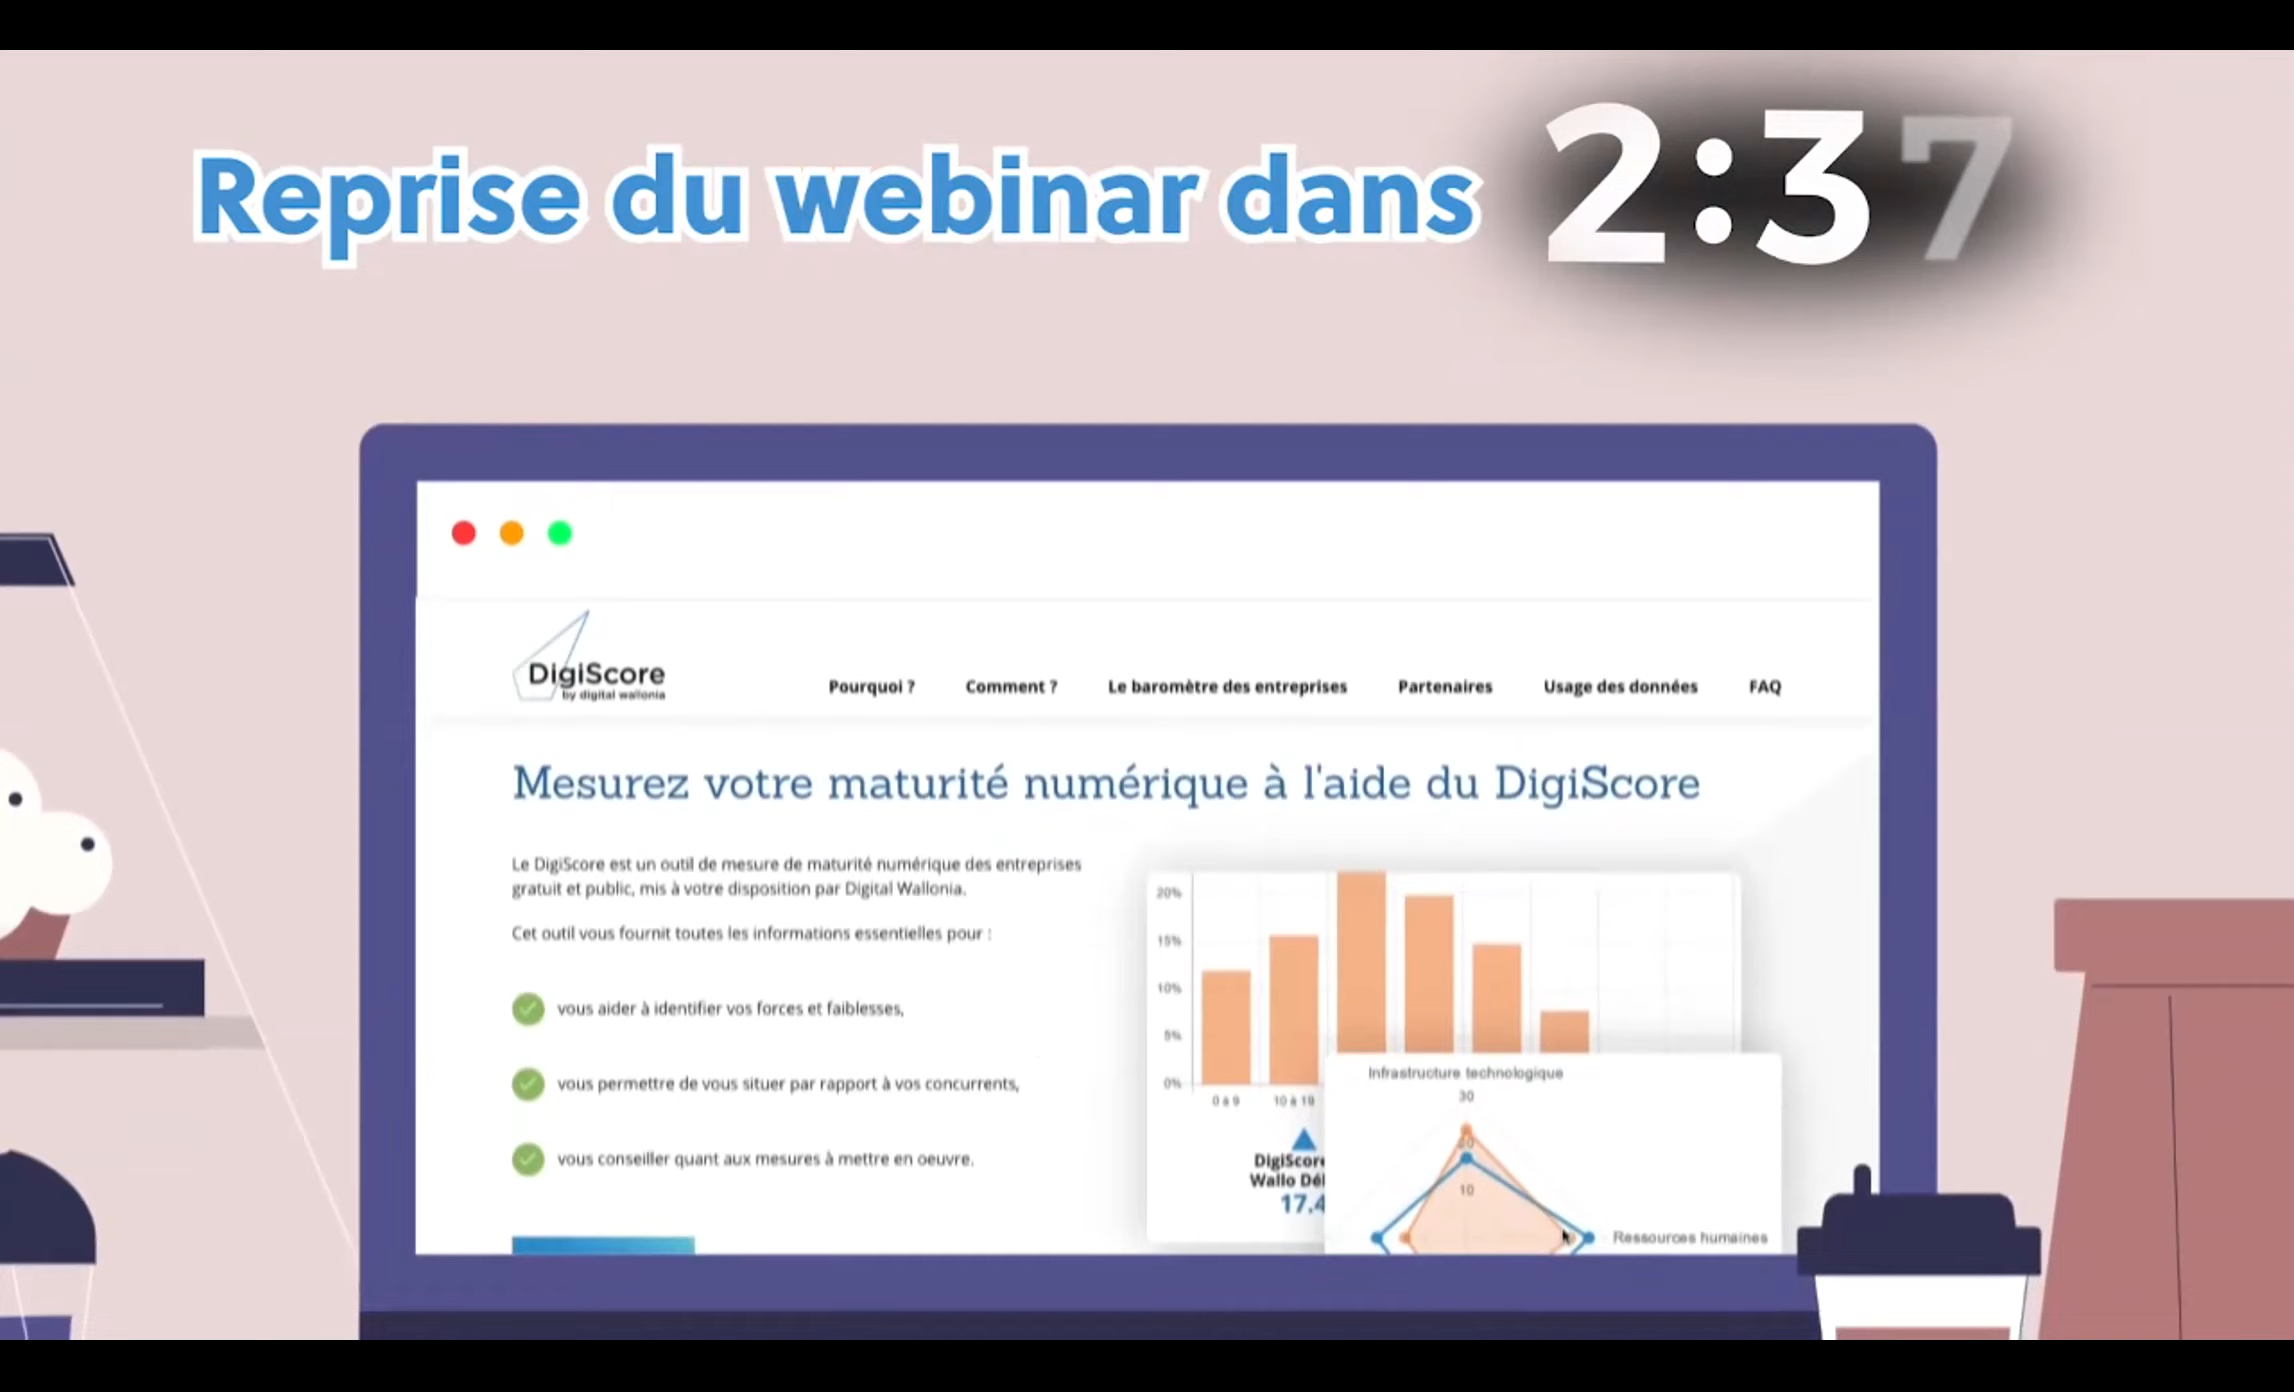 Reprise du webinar dans 2:37
DigiScore
by digital wallonia
Pourquoi ? Comment ? Le baromètre des entreprises Partenaires Usage des données FAQ
Mesurez votre maturité numérique à l'aide du DigiScore
Le DigiScore est un outil de mesure de maturité numérique des entreprises
gratuit et public, mis à votre disposition par Digital Wallonia.
Cet outil vous fournit toutes les informations essentielles pour :
vous aider à identifier vos forces et faiblesses,
vous permettre de vous situer par rapport à vos concurrents,
vous conseiller quant aux mesures à mettre en oeuvre.
20%
15%
10%
5%
0%
0 à 9 10 à 19
DigiScore
Wallo
17.4
Infrastructure technologique
30
20
10
Ressources humaines